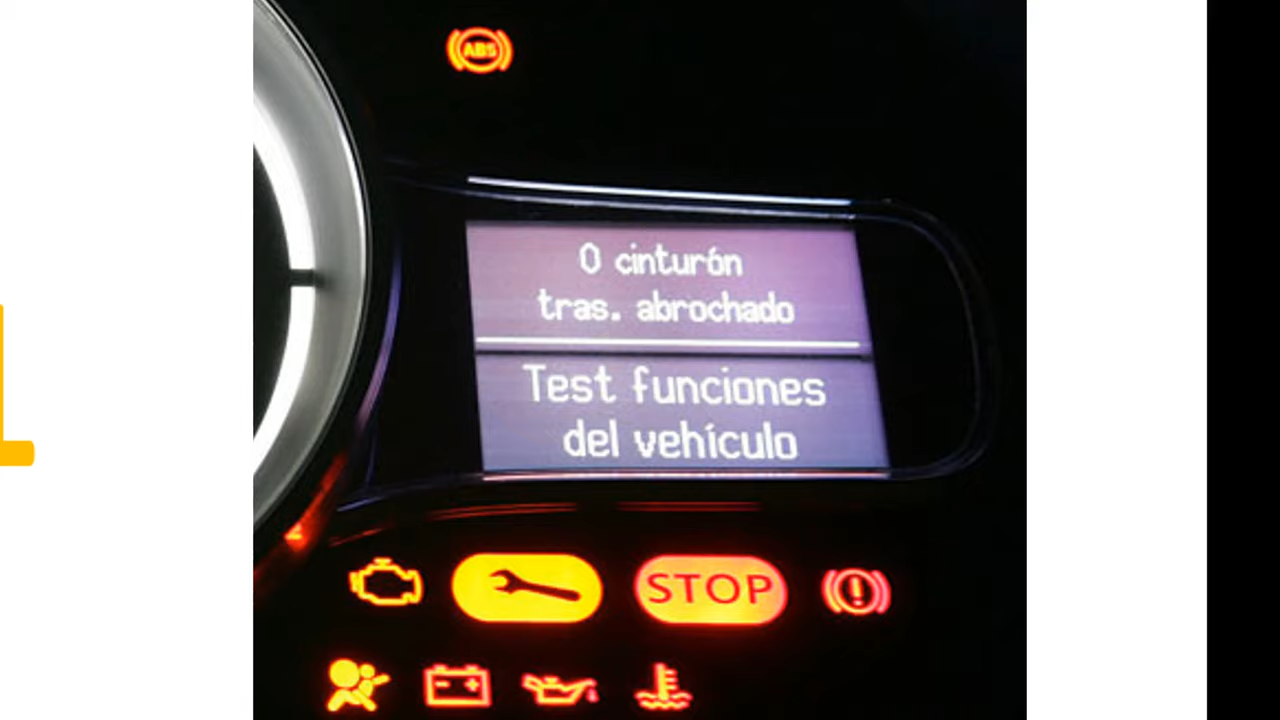 ABS
0 cinturón
tras. abrochado
Test funciones
del vehículo
STOP